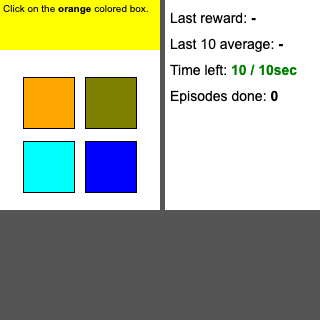 Click on the orange colored box.
Last reward: -
Last 10 average: -
Time left: 10 / 10sec
Episodes done: 0